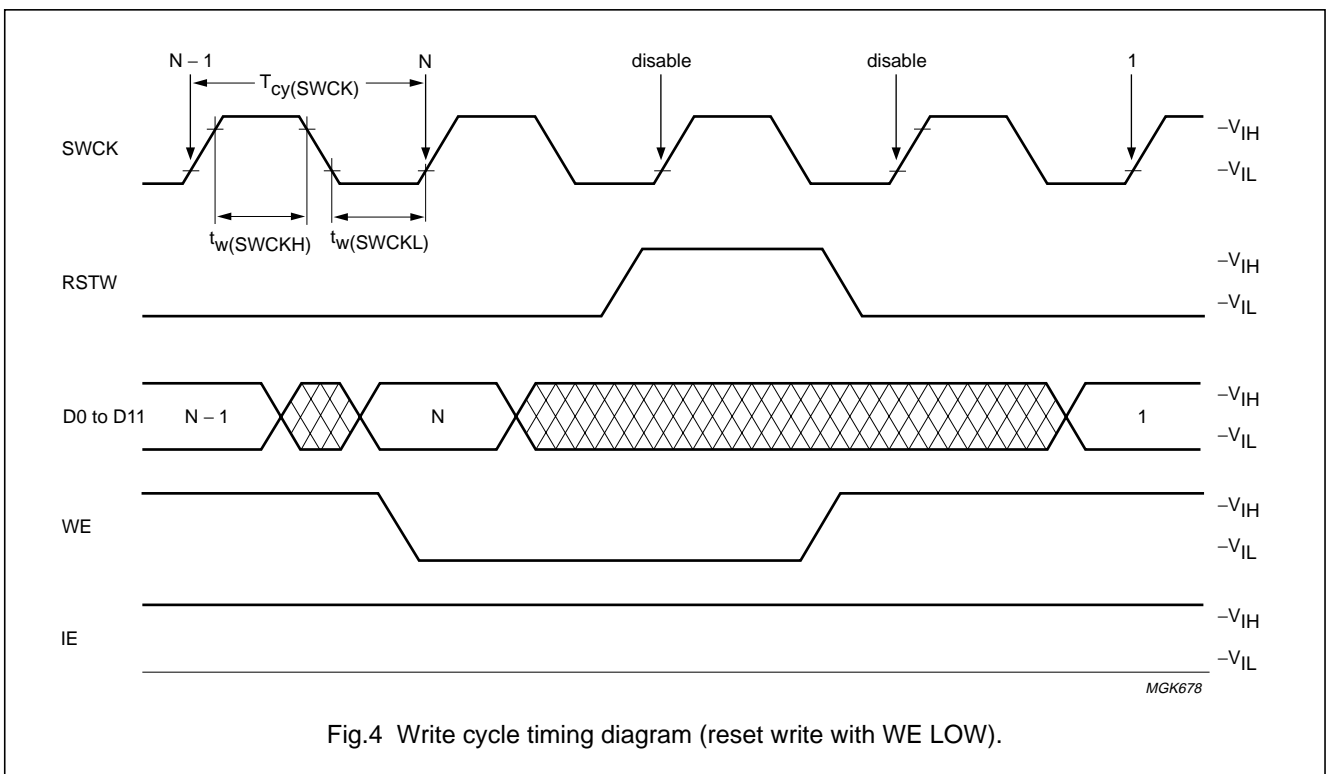 N – 1
N
disable
disable
1
Tcy(SWCK)
SWCK
–VIH
–VIL
tw(SWCKH)
tw(SWCKL)
RSTW
–VIH
–VIL
D0 to D11
N – 1
N
1
–VIH
–VIL
WE
–VIH
–VIL
IE
–VIH
–VIL
MGK678
Fig.4 Write cycle timing diagram (reset write with WE LOW).